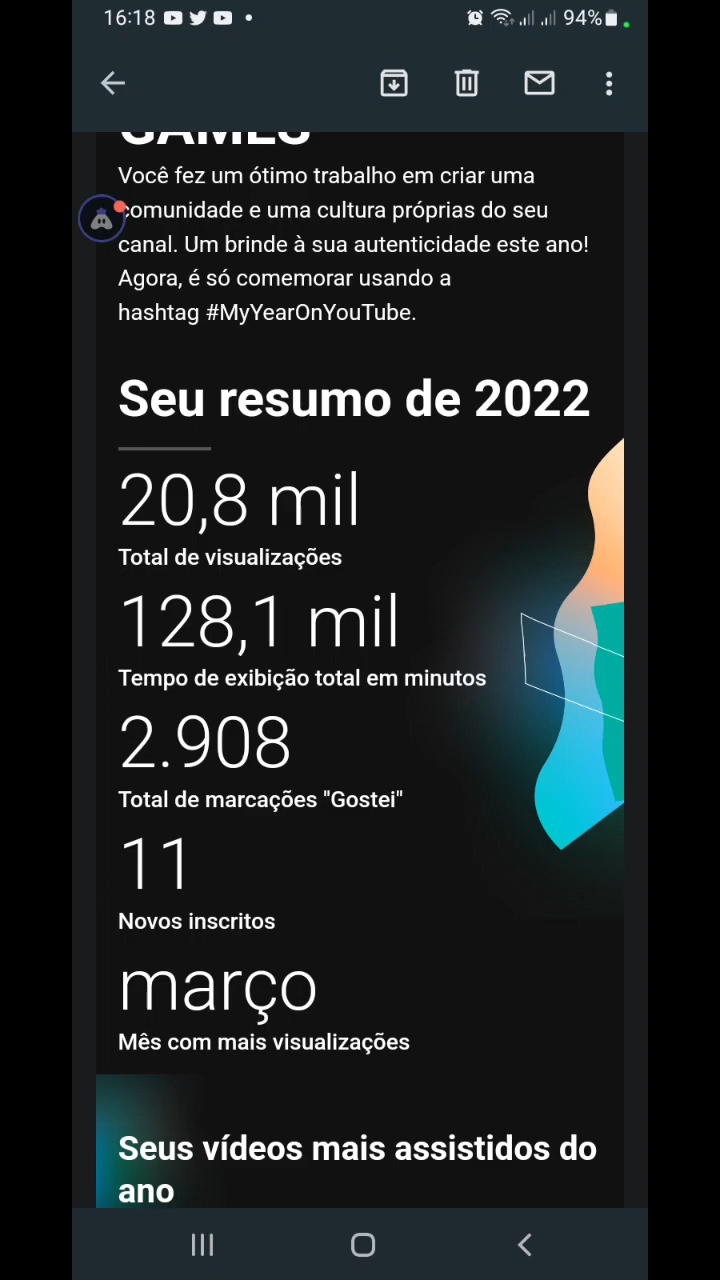 16:18
94%
GAMES
Você fez um ótimo trabalho em criar uma
comunidade e uma cultura próprias do seu
canal. Um brinde à sua autenticidade este ano!
Agora, é só comemorar usando a
hashtag #MyYearOnYouTube.
Seu resumo de 2022
20,8 mil
Total de visualizações
128,1 mil
Tempo de exibição total em minutos
2.908
Total de marcações "Gostei"
11
Novos inscritos
março
Mês com mais visualizações
Seus vídeos mais assistidos do
ano